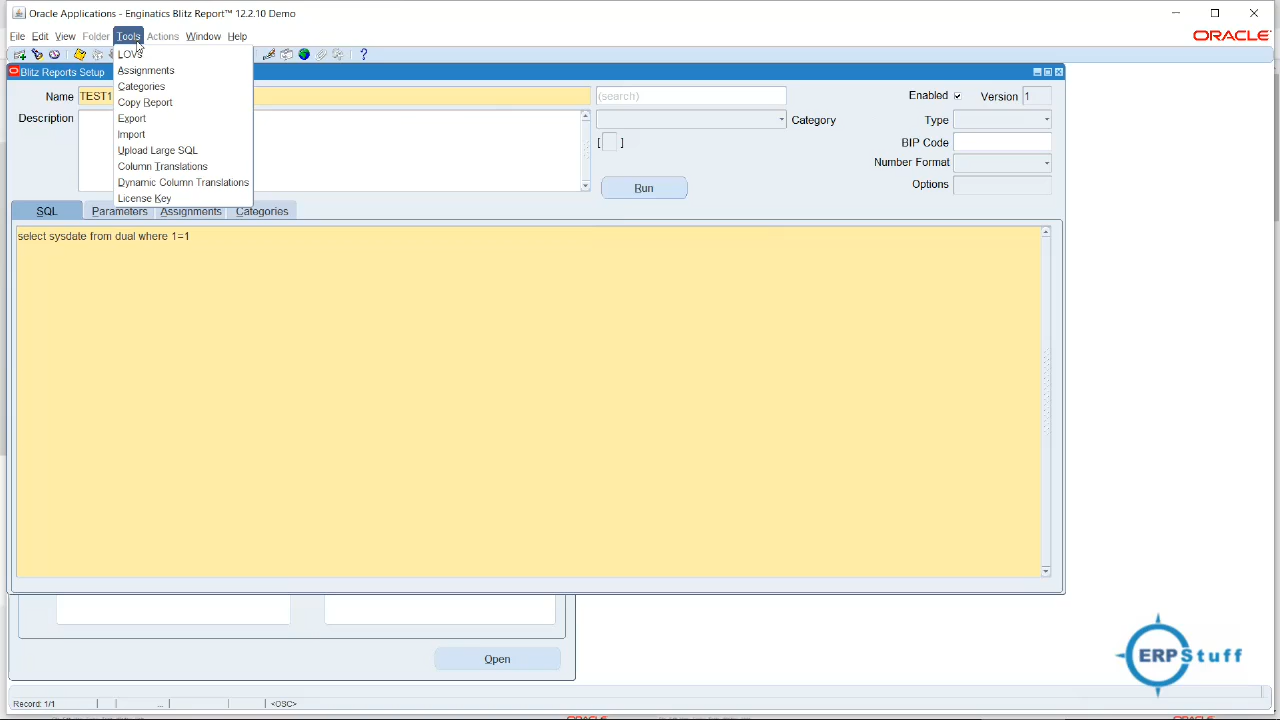 Oracle Applications - Enginatics Blitz Report™ 12.2.10 Demo
File Edit View Folder Tools Actions Window Help
ORACLE
LOVs
Assignments
Categories
Copy Report
Export
Import
Upload Large SQL
Column Translations
Dynamic Column Translations
License Key
Blitz Reports Setup
Name TEST1 (search) Enabled Version 1
Description Category Type
[ ] BIP Code
Number Format
Run Options
SQL Parameters Assignments Categories
select sysdate from dual where 1=1
Open
ERPStuff
Record: 1/1 ... <OSC>